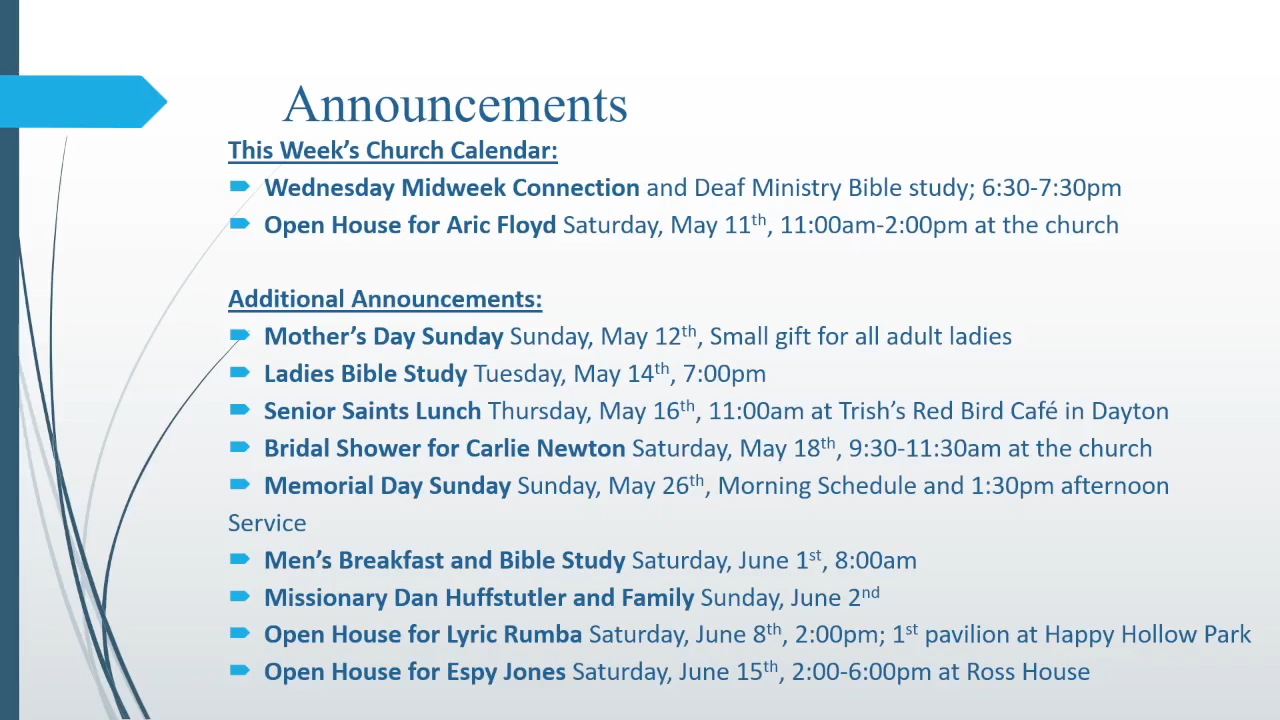 Announcements
This Week’s Church Calendar:
Wednesday Midweek Connection and Deaf Ministry Bible study; 6:30-7:30pm
Open House for Aric Floyd Saturday, May 11th, 11:00am-2:00pm at the church
Additional Announcements:
Mother’s Day Sunday Sunday, May 12th, Small gift for all adult ladies
Ladies Bible Study Tuesday, May 14th, 7:00pm
Senior Saints Lunch Thursday, May 16th, 11:00am at Trish’s Red Bird Café in Dayton
Bridal Shower for Carlie Newton Saturday, May 18th, 9:30-11:30am at the church
Memorial Day Sunday Sunday, May 26th, Morning Schedule and 1:30pm afternoon
Service
Men’s Breakfast and Bible Study Saturday, June 1st, 8:00am
Missionary Dan Huffstutler and Family Sunday, June 2nd
Open House for Lyric Rumba Saturday, June 8th, 2:00pm; 1st pavilion at Happy Hollow Park
Open House for Espy Jones Saturday, June 15th, 2:00-6:00pm at Ross House